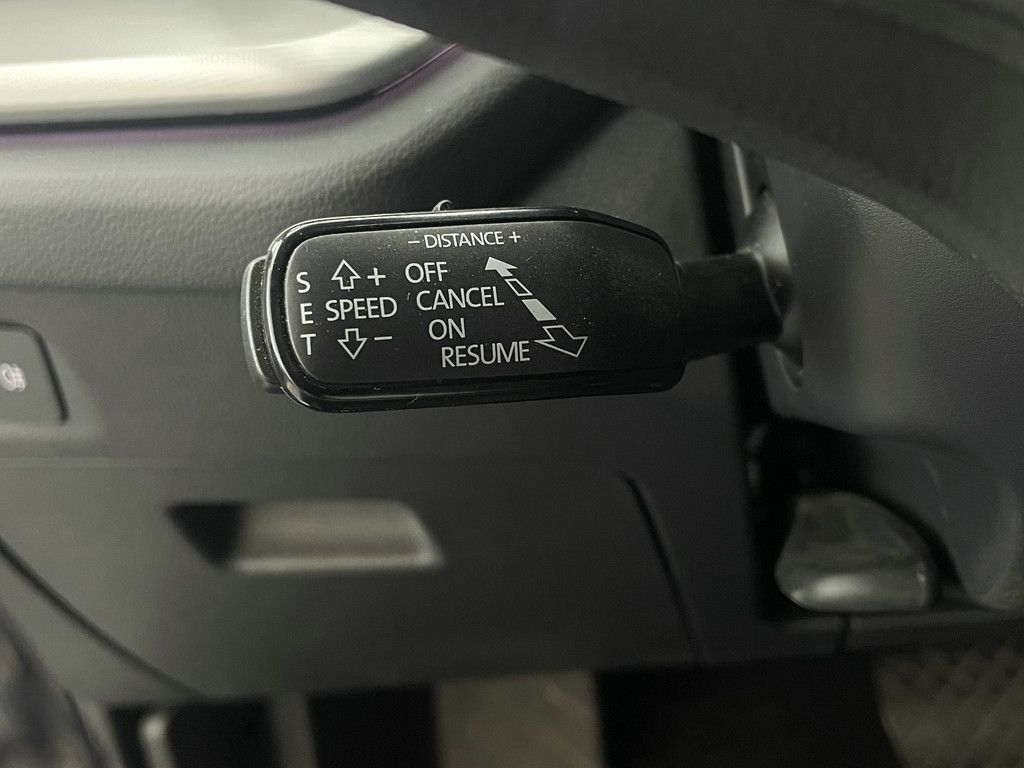 – DISTANCE +
S ⇧ + OFF
E SPEED CANCEL
T ⇩ – ON
RESUME